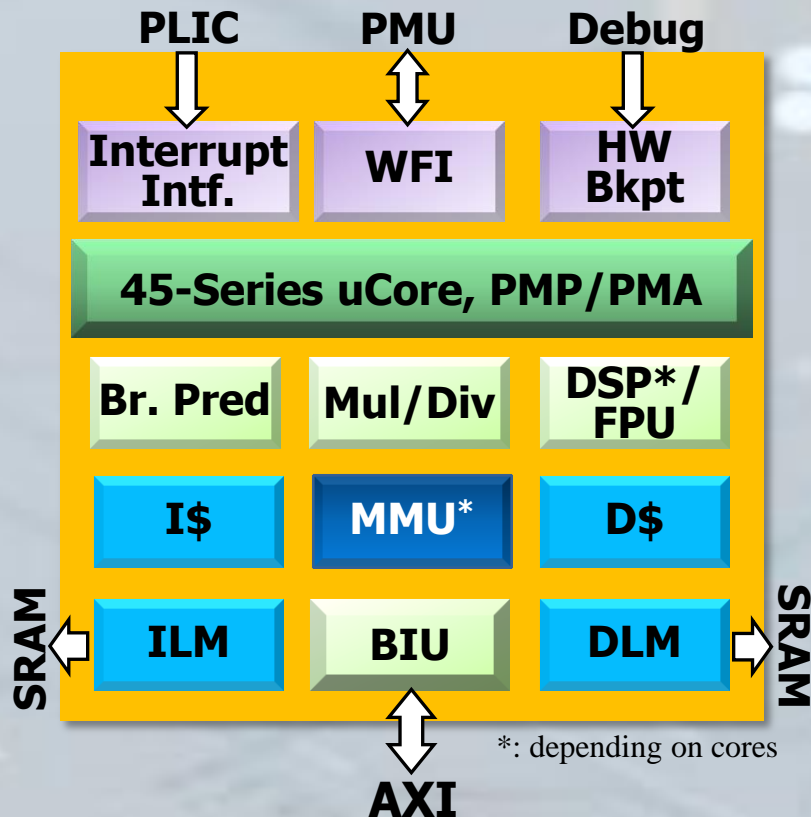 PLIC PMU Debug
Interrupt
Intf.
WFI
HW
Bkpt
45-Series uCore, PMP/PMA
Br. Pred
Mul/Div
DSP*/
FPU
I$
MMU*
D$
SRAM
ILM
BIU
DLM
SRAM
*: depending on cores
AXI